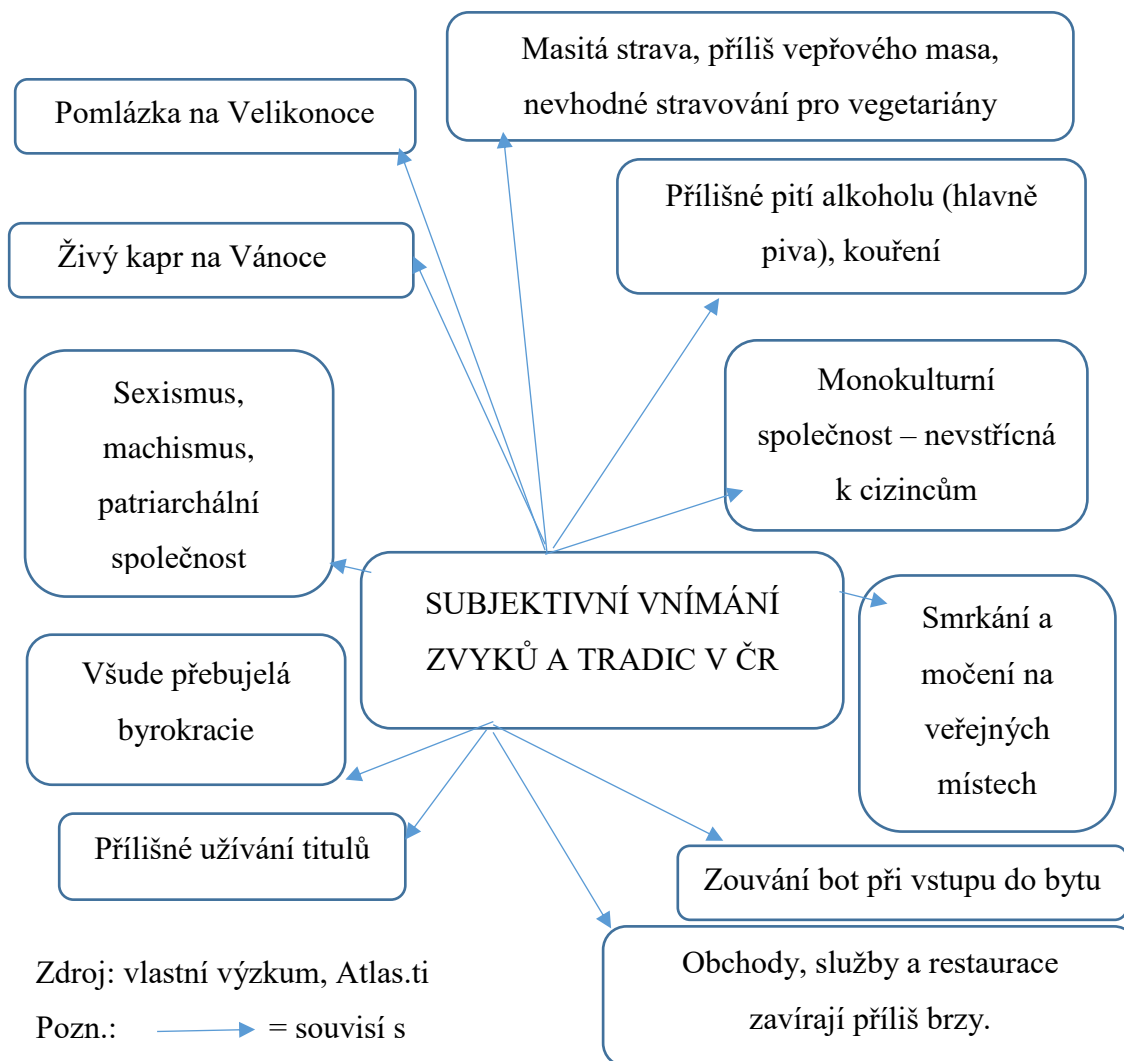 Masitá strava, příliš vepřového masa,
nevhodné stravování pro vegetariány
Pomlázka na Velikonoce
Přílišné pití alkoholu (hlavně
piva), kouření
Živý kapr na Vánoce
Sexismus,
machismus,
patriarchální
společnost
Monokulturní
společnost – nevstřícná
k cizincům
SUBJEKTIVNÍ VNÍMÁNÍ
ZVYKŮ A TRADIC V ČR
Smrkání a
močení na
veřejných
místech
Všude přebujelá
byrokracie
Přílišné užívání titulů
Zouvání bot při vstupu do bytu
Obchody, služby a restaurace
zavírají příliš brzy.
Zdroj: vlastní výzkum, Atlas.ti
Pozn.: = souvisí s